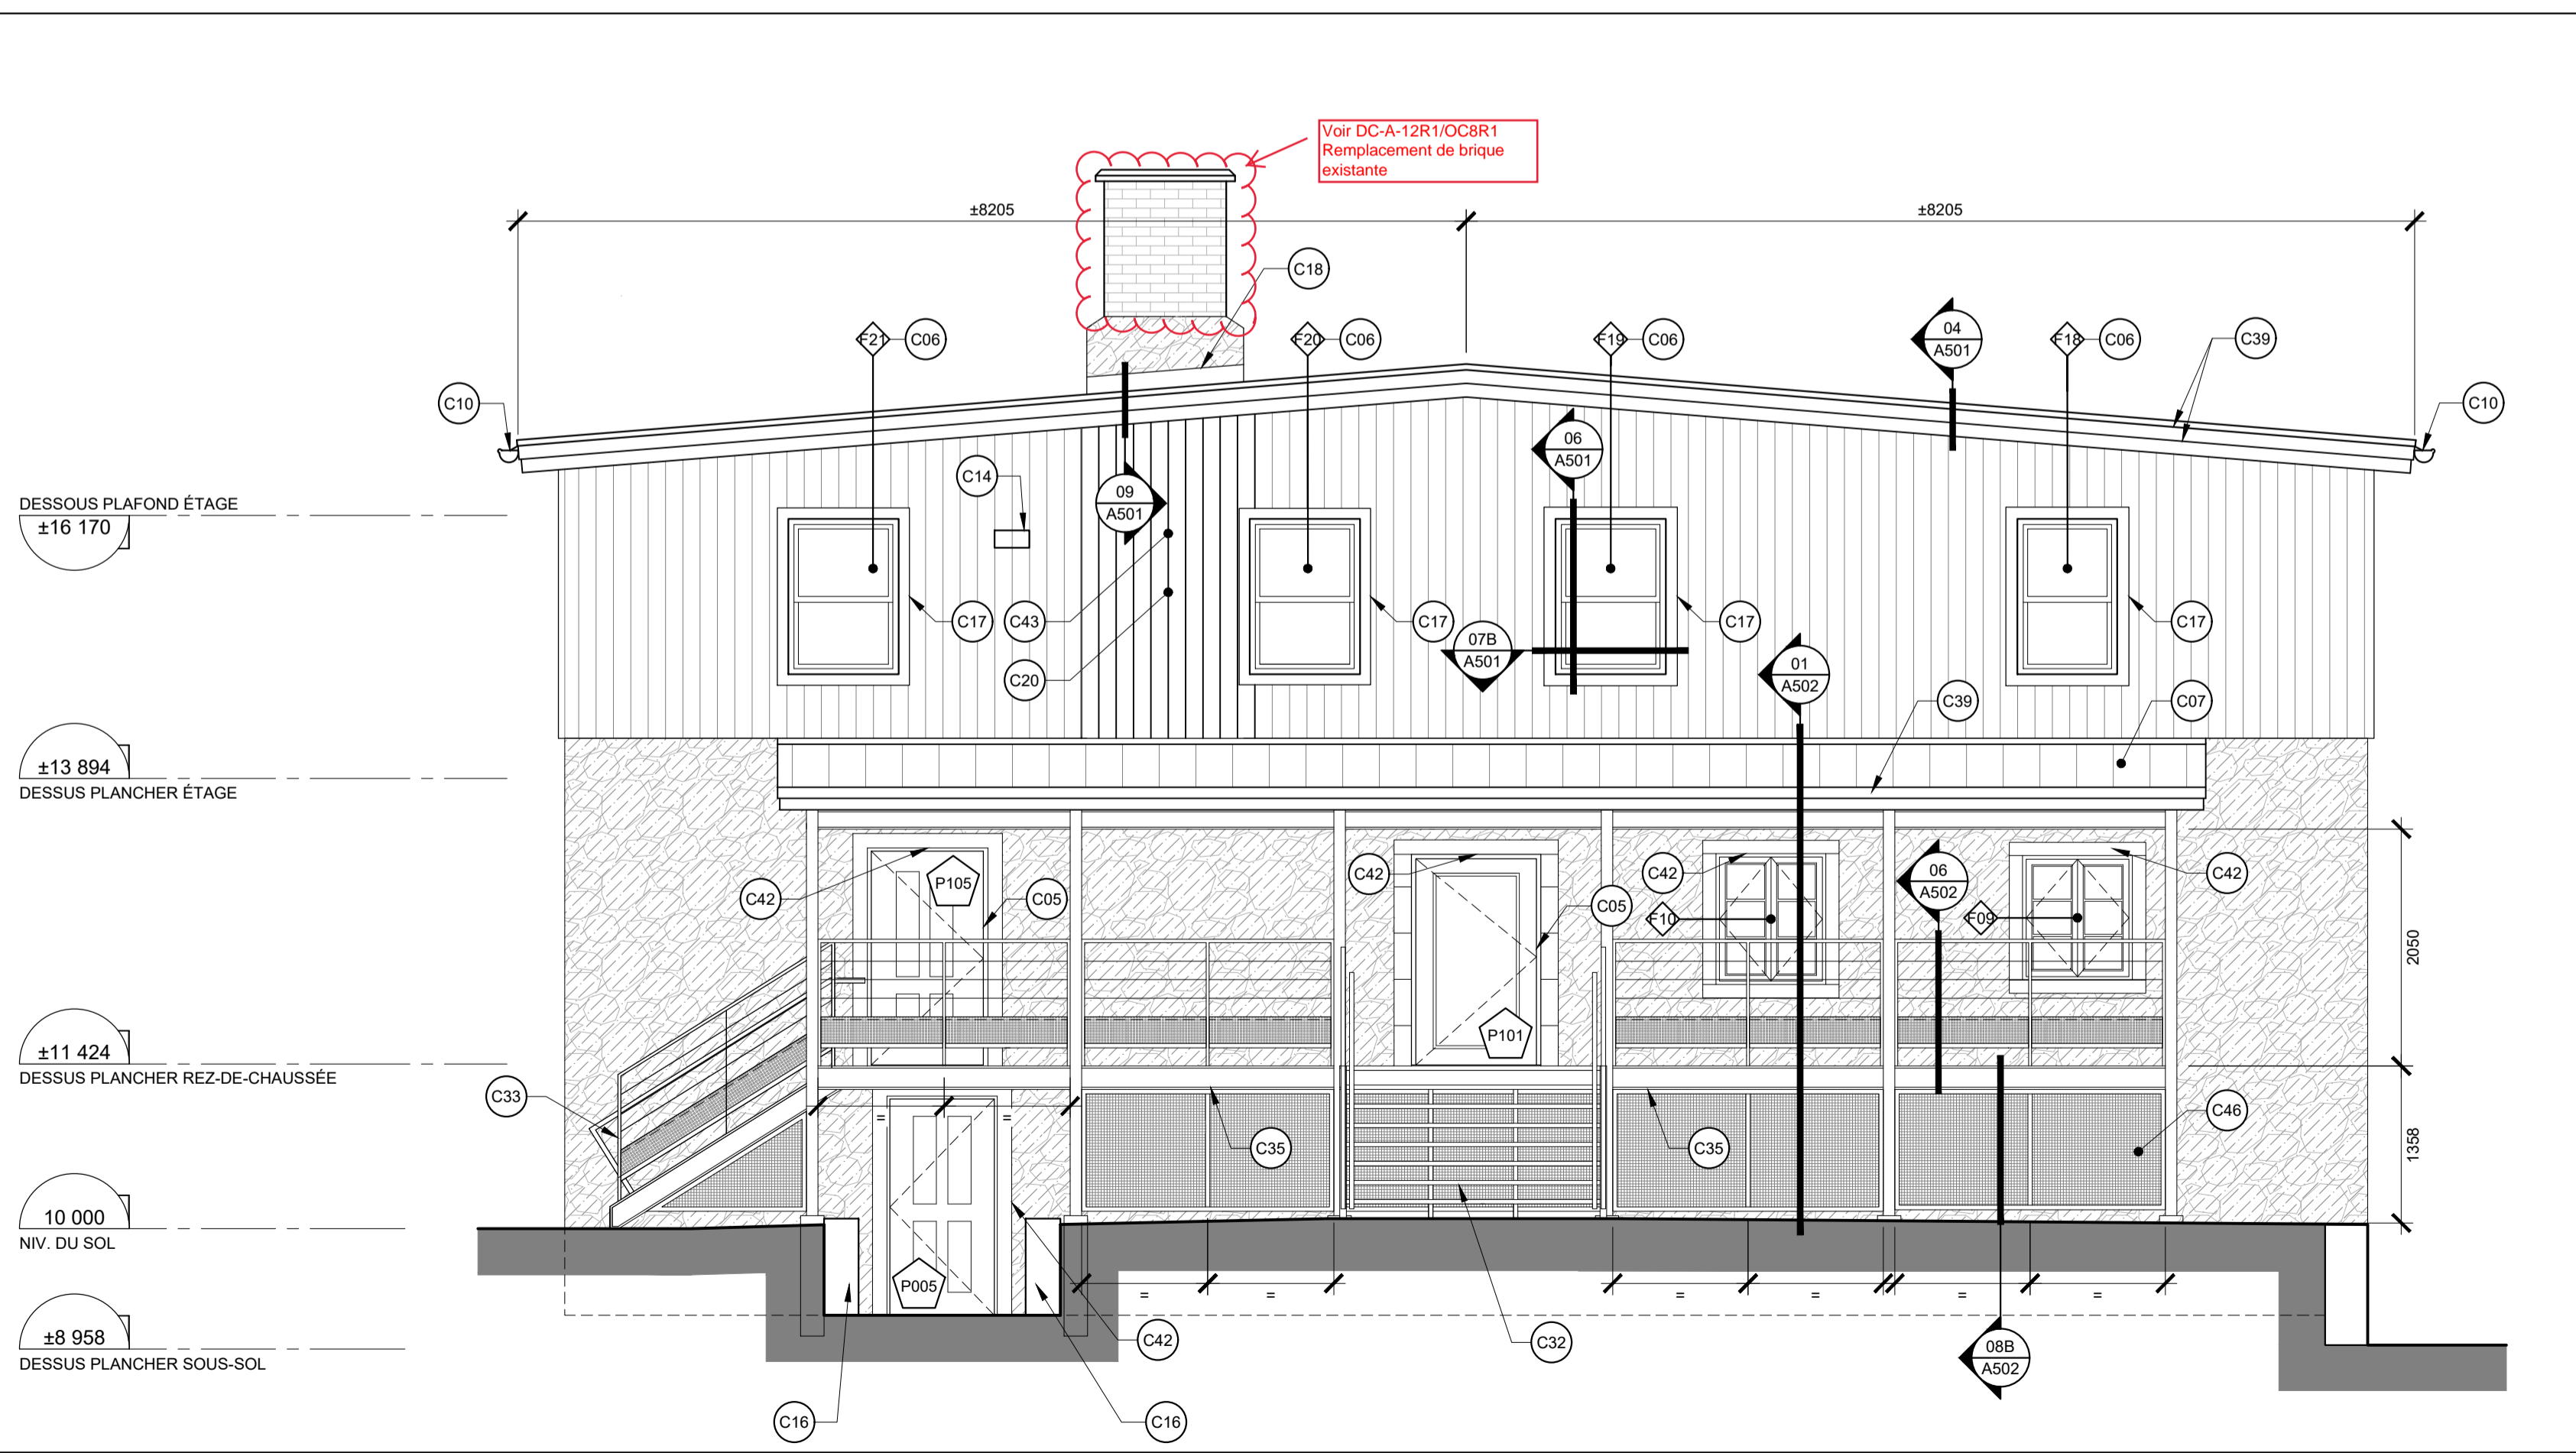 Voir DC-A-12R1/OC8R1
Remplacement de brique
existante
±8205
±8205
C18
F21
C06
F20
C06
F19
C06
04
A501
F18
C06
C39
C10
C10
06
A501
C14
09
A501
DESSOUS PLAFOND ÉTAGE
±16 170
C17
C43
C17
C17
C17
07B
A501
C20
01
A502
C39
C07
±13 894
DESSUS PLANCHER ÉTAGE
C42
P105
C05
C42
C05
C42
F10
06
A502
F09
C42
2050
P101
±11 424
DESSUS PLANCHER REZ-DE-CHAUSSÉE
C33
=
=
C35
C35
C46
1358
10 000
NIV. DU SOL
P005
=
=
=
=
=
=
±8 958
DESSUS PLANCHER SOUS-SOL
C42
C32
08B
A502
C16
C16